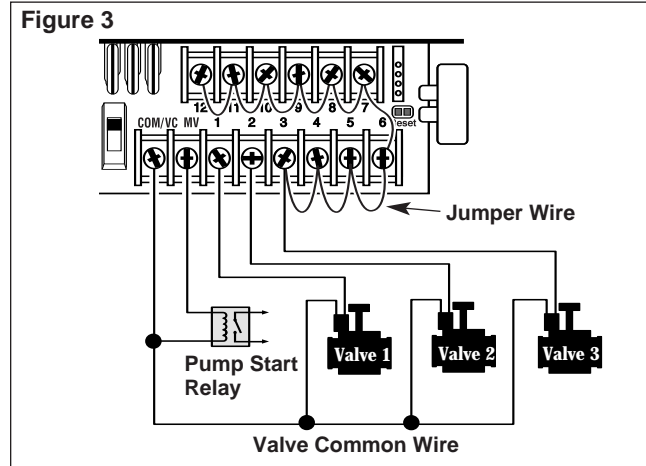 Figure 3
12 11 10 9 8 7
COM/VC MV 1 2 3 4 5 6 Reset
Jumper Wire
Valve 1 Valve 2 Valve 3
Pump Start
Relay
Valve Common Wire